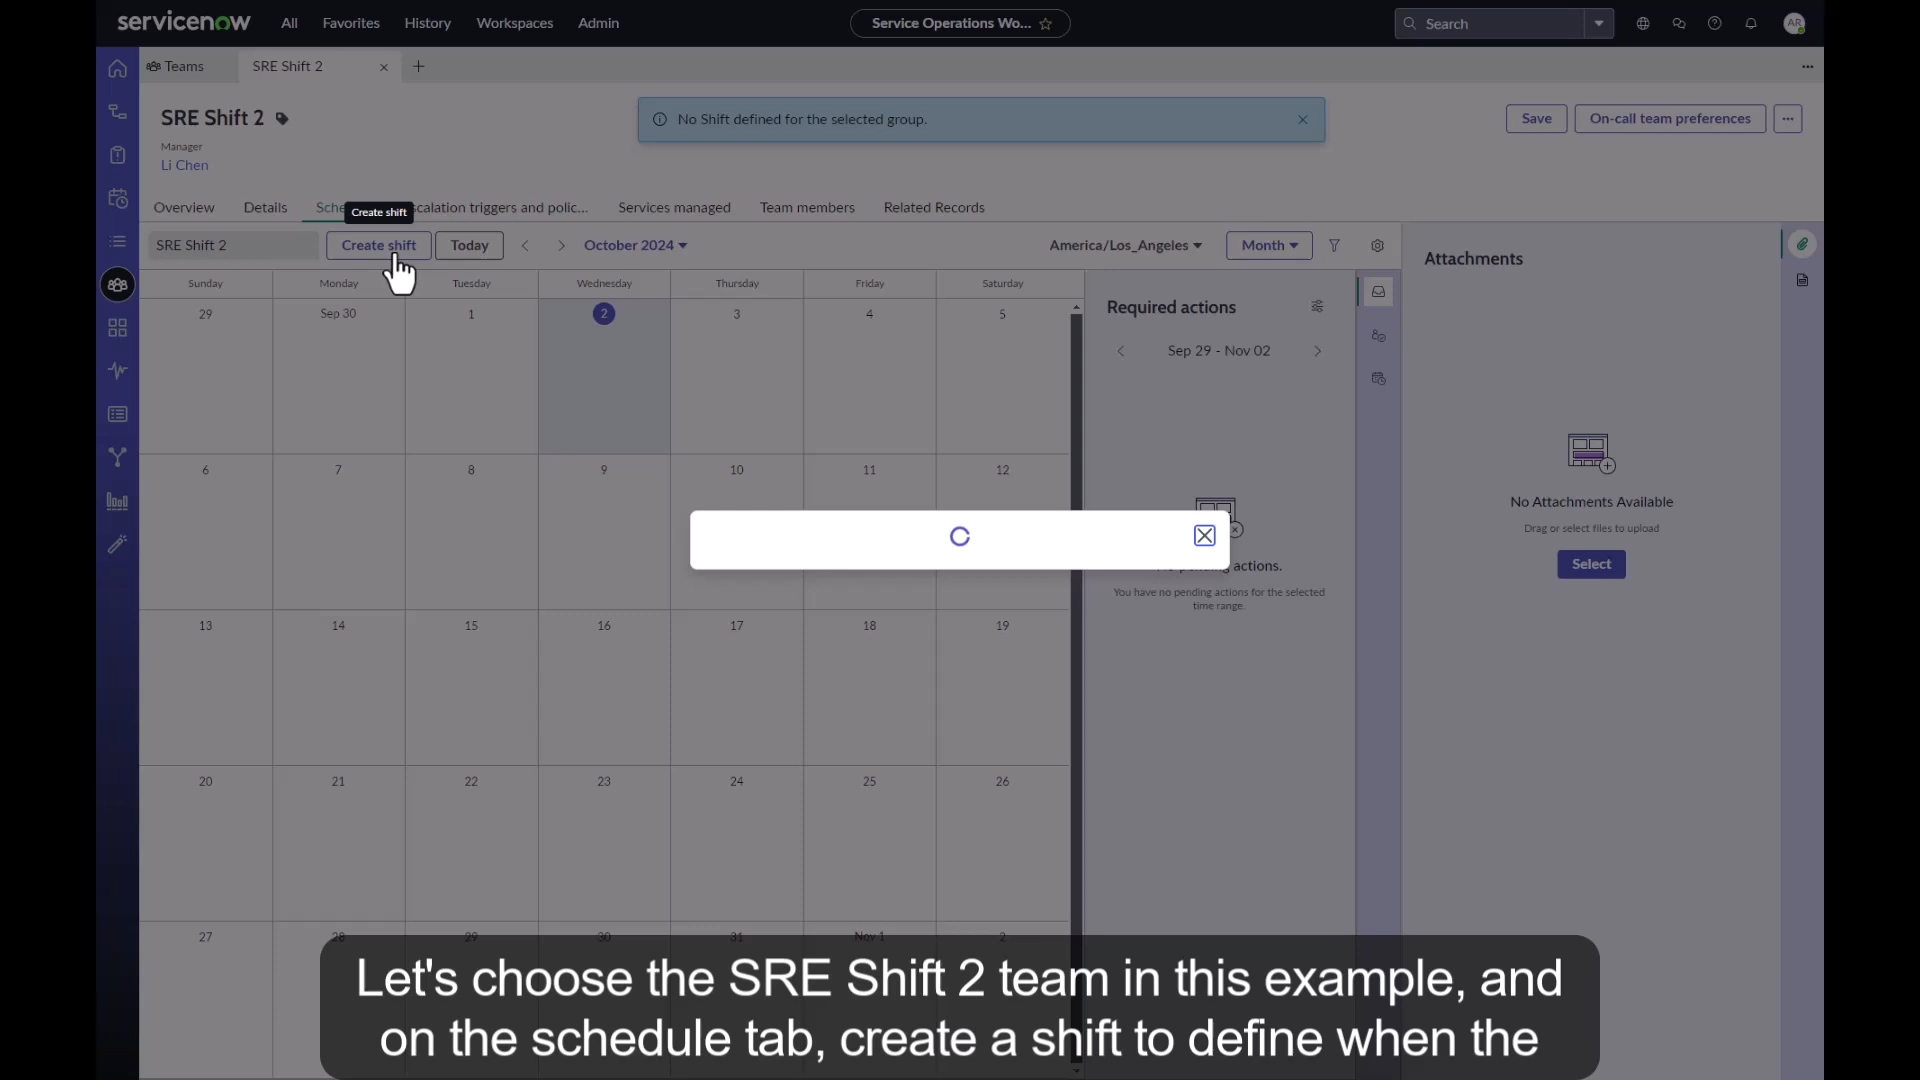 servicenow
All
Favorites
History
Workspaces
Admin
Service Operations Wo...
Search
AR
Teams
SRE Shift 2
SRE Shift 2
No Shift defined for the selected group.
Save
On-call team preferences
Manager
Li Chen
Overview
Details
Sche
Create shift
scalation triggers and polic...
Services managed
Team members
Related Records
SRE Shift 2
Create shift
Today
October 2024
America/Los_Angeles
Month
Attachments
Sunday
Monday
Tuesday
Wednesday
Thursday
Friday
Saturday
29
Sep 30
1
2
3
4
5
Required actions
Sep 29 - Nov 02
6
7
8
9
10
11
12
actions.
You have no pending actions for the selected
time range.
No Attachments Available
Drag or select files to upload
Select
13
14
15
16
17
18
19
20
21
22
23
24
25
26
27
28
29
30
31
Nov 1
2
Let's choose the SRE Shift 2 team in this example, and
on the schedule tab, create a shift to define when the